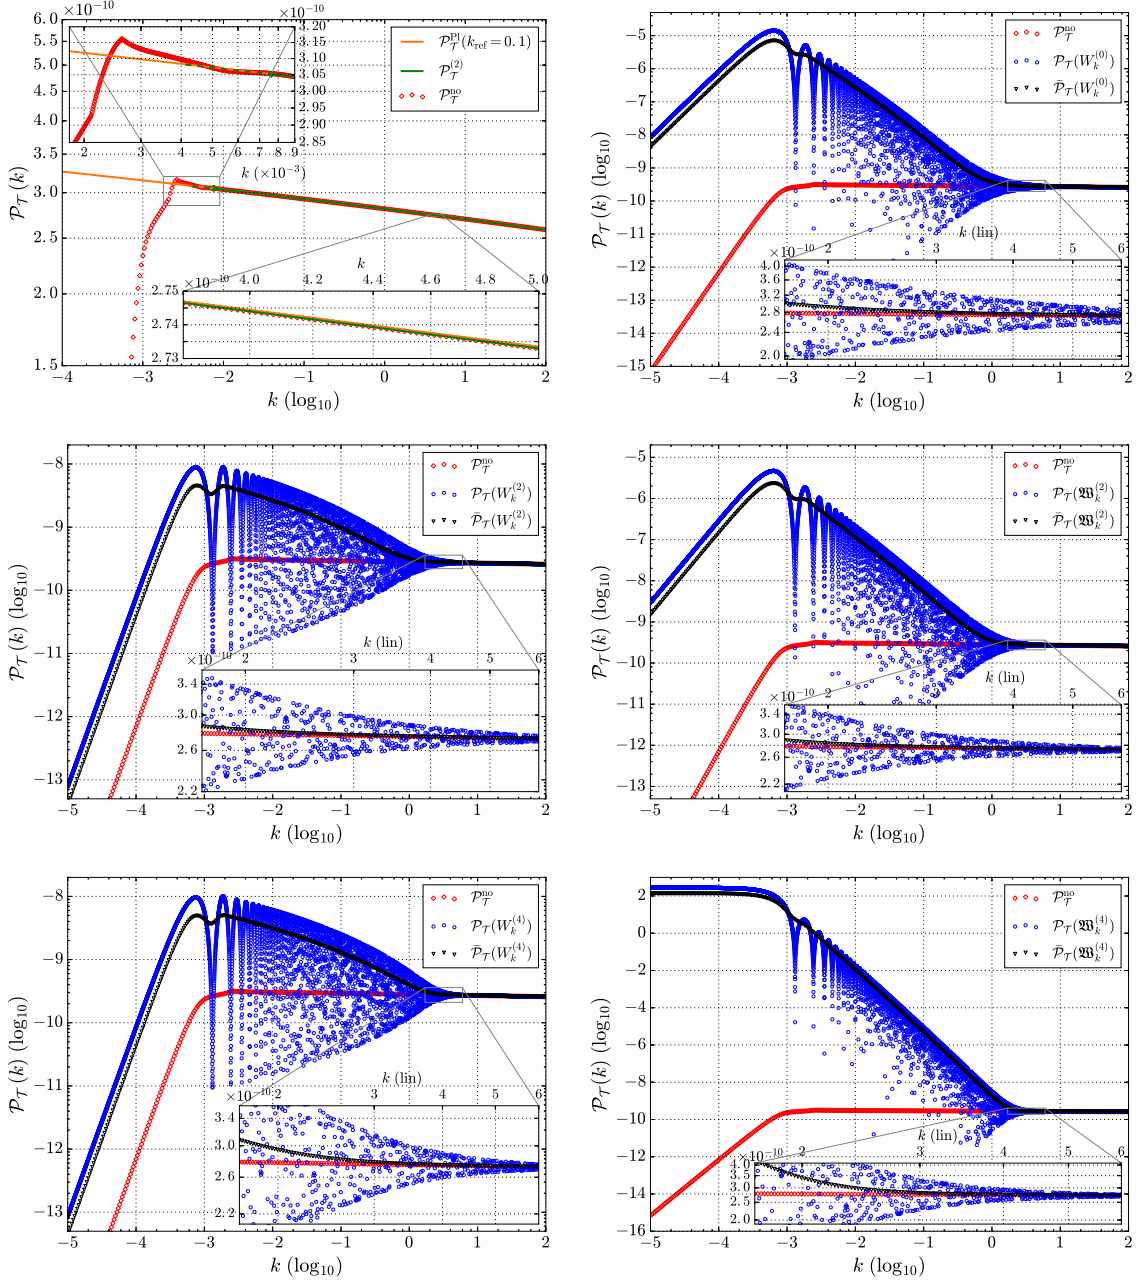 ×10⁻¹⁰
×10⁻¹⁰
6.0
5.5
5.0
4.5
4.0
3.5
3.0
2.5
2.0
1.5
3.20
3.15
3.10
3.05
3.00
2.95
2.90
2.85
2 3 4 5 6 7 8 9
k (×10⁻³)
𝒫_𝒯^Pl(k_ref = 0.1)
𝒫_𝒯^(2)
𝒫_𝒯^no
𝒫_𝒯(k)
×10⁻¹⁰
k
4.0 4.2 4.4 4.6 4.8 5.0
2.75
2.74
2.73
−4 −3 −2 −1 0 1 2
k (log₁₀)
𝒫_𝒯^no
𝒫_𝒯(W_k^(0))
𝒫̄_𝒯(W_k^(0))
𝒫_𝒯(k) (log₁₀)
−5
−6
−7
−8
−9
−10
−11
−12
−13
−14
−15
k (lin)
×10⁻¹⁰
2 3 4 5 6
4.0
3.2
2.8
2.0
−5 −4 −3 −2 −1 0 1 2
k (log₁₀)
𝒫_𝒯^no
𝒫_𝒯(W_k^(2))
𝒫̄_𝒯(W_k^(2))
𝒫_𝒯(k) (log₁₀)
−8
−9
−10
−11
−12
−13
k (lin)
×10⁻¹⁰
2 3 4 5 6
3.4
3.0
2.6
2.2
−5 −4 −3 −2 −1 0 1 2
k (log₁₀)
𝒫_𝒯^no
𝒫_𝒯(𝔚_k^(2))
𝒫̄_𝒯(𝔚_k^(2))
𝒫_𝒯(k) (log₁₀)
−5
−6
−7
−8
−9
−10
−11
−12
−13
k (lin)
×10⁻¹⁰
2 3 4 5 6
3.4
3.0
2.6
2.2
−5 −4 −3 −2 −1 0 1 2
k (log₁₀)
𝒫_𝒯^no
𝒫_𝒯(W_k^(4))
𝒫̄_𝒯(W_k^(4))
𝒫_𝒯(k) (log₁₀)
−8
−9
−10
−11
−12
−13
k (lin)
×10⁻¹⁰
2 3 4 5 6
3.4
3.0
2.6
2.2
−5 −4 −3 −2 −1 0 1 2
k (log₁₀)
𝒫_𝒯^no
𝒫_𝒯(𝔚_k^(4))
𝒫̄_𝒯(𝔚_k^(4))
𝒫_𝒯(k) (log₁₀)
2
0
−2
−4
−6
−8
−10
−12
−14
−16
k (lin)
×10⁻¹⁰
2 3 4 5 6
4.0
3.5
3.0
2.5
2.0
−5 −4 −3 −2 −1 0 1 2
k (log₁₀)